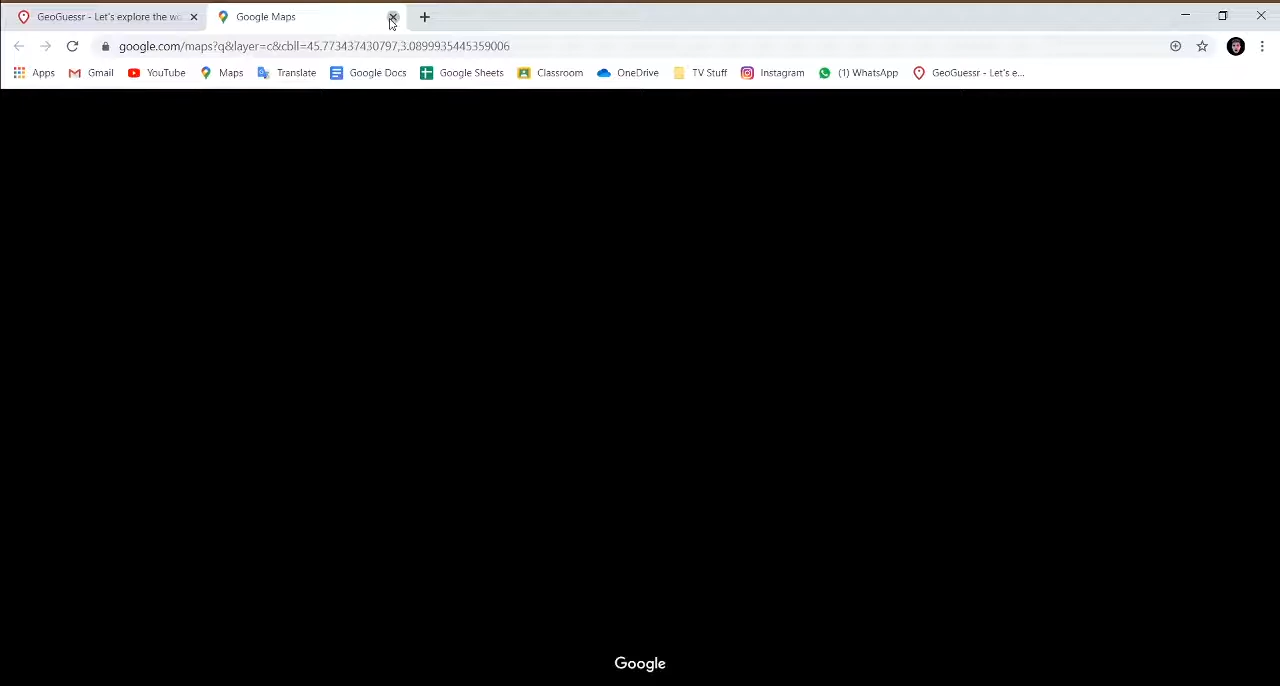 GeoGuessr - Let's explore the wo
Google Maps
google.com/maps?q&layer=c&cbll=45.773437430797,3.0899935445359006
Apps Gmail YouTube Maps Translate Google Docs Google Sheets Classroom OneDrive TV Stuff Instagram (1) WhatsApp GeoGuessr - Let's e...
Google